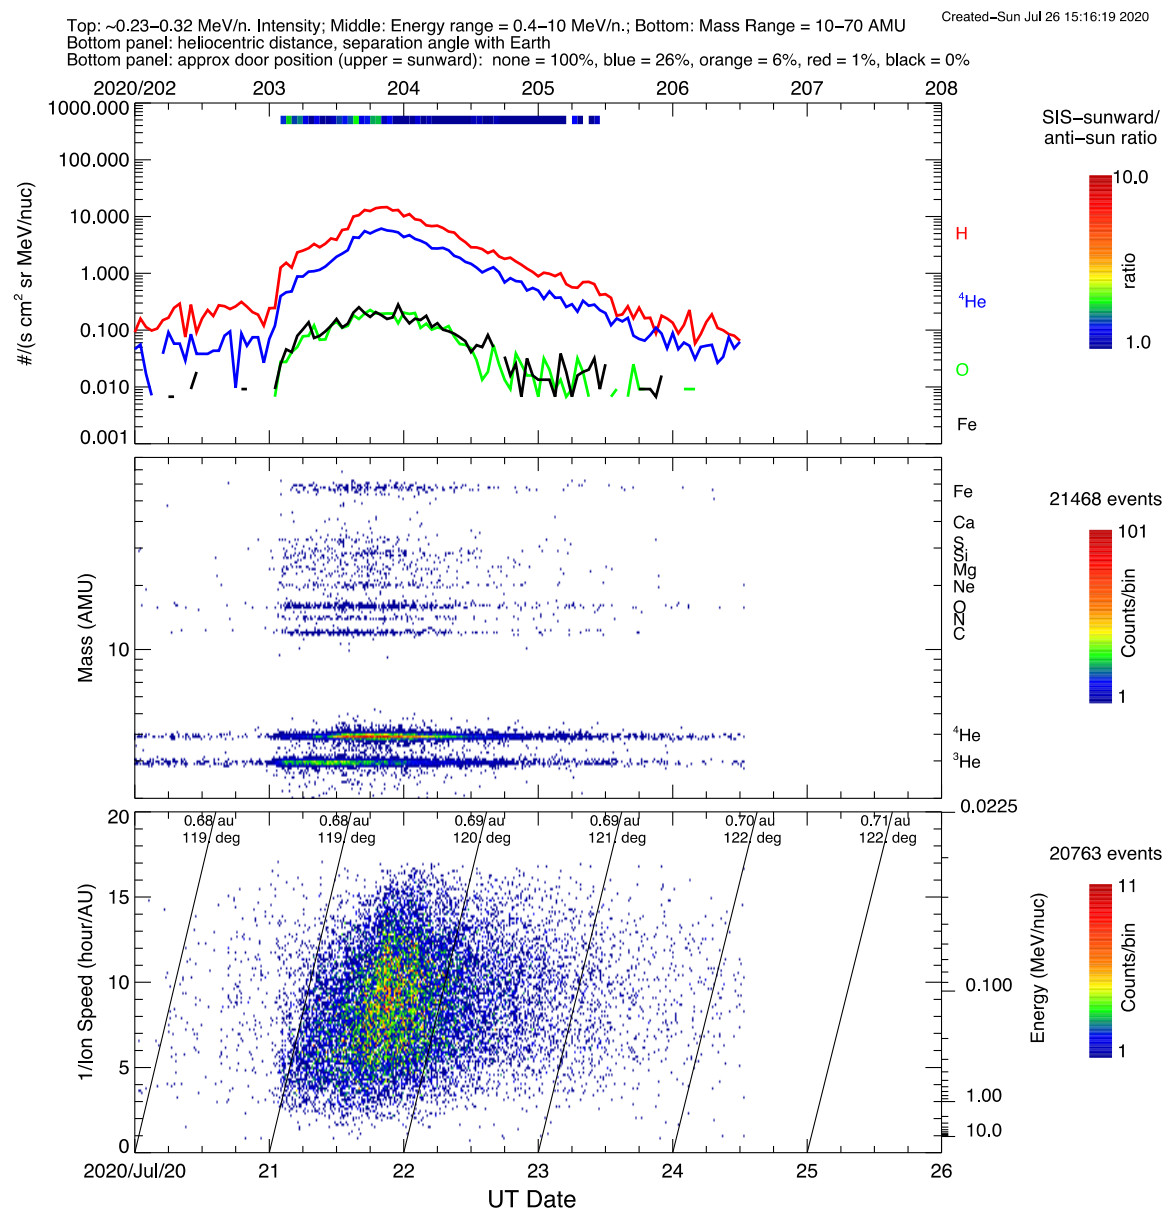 Created−Sun Jul 26 15:16:19 2020
Top: ~0.23−0.32 MeV/n. Intensity; Middle: Energy range = 0.4−10 MeV/n.; Bottom: Mass Range = 10−70 AMU
Bottom panel: heliocentric distance, separation angle with Earth
Bottom panel: approx door position (upper = sunward): none = 100%, blue = 26%, orange = 6%, red = 1%, black = 0%
2020/202 203 204 205 206 207 208
1000.000
100.000
10.000
1.000
0.100
0.010
0.001
#/(s cm² sr MeV/nuc)
H
⁴He
O
Fe
SIS−sunward/
anti−sun ratio
10.0
ratio
1.0
Mass (AMU)
10
Fe
Ca
S
Si
Mg
Ne
O
N
C
⁴He
³He
21468 events
101
Counts/bin
1
20
15
10
5
0
1/Ion Speed (hour/AU)
0.68 au 0.68 au 0.69 au 0.69 au 0.70 au 0.71 au
119. deg 119. deg 120. deg 121. deg 122. deg 122. deg
0.0225
0.100
1.00
10.0
Energy (MeV/nuc)
20763 events
11
Counts/bin
1
2020/Jul/20 21 22 23 24 25 26
UT Date